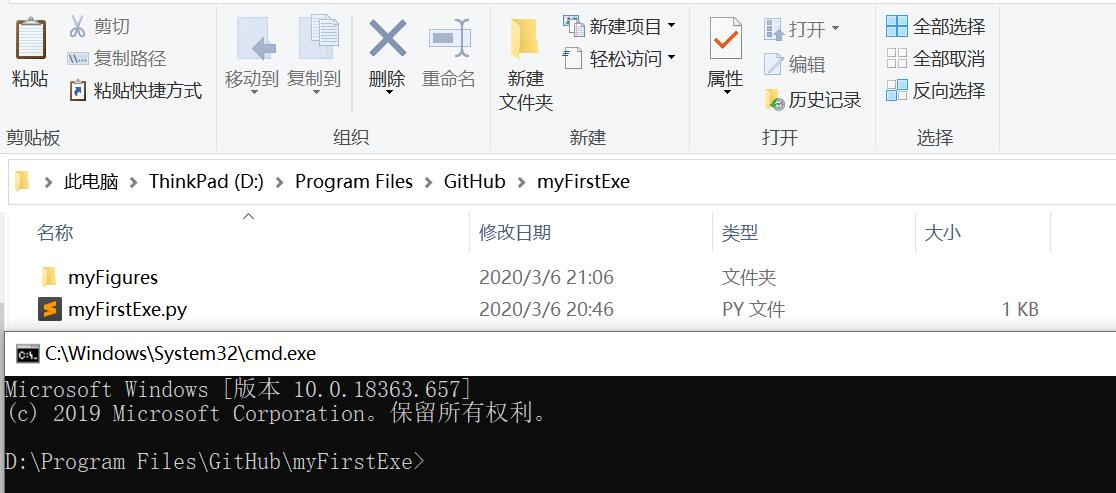 粘贴
剪切
复制路径
粘贴快捷方式
剪贴板
移动到
复制到
删除
重命名
组织
新建
文件夹
新建项目
轻松访问
新建
属性
打开
编辑
历史记录
打开
全部选择
全部取消
反向选择
选择
此电脑 ThinkPad (D:) Program Files GitHub myFirstExe
名称 修改日期 类型 大小
myFigures 2020/3/6 21:06 文件夹
myFirstExe.py 2020/3/6 20:46 PY 文件 1 KB
C:\Windows\System32\cmd.exe
Microsoft Windows [版本 10.0.18363.657]
(c) 2019 Microsoft Corporation。保留所有权利。
D:\Program Files\GitHub\myFirstExe>